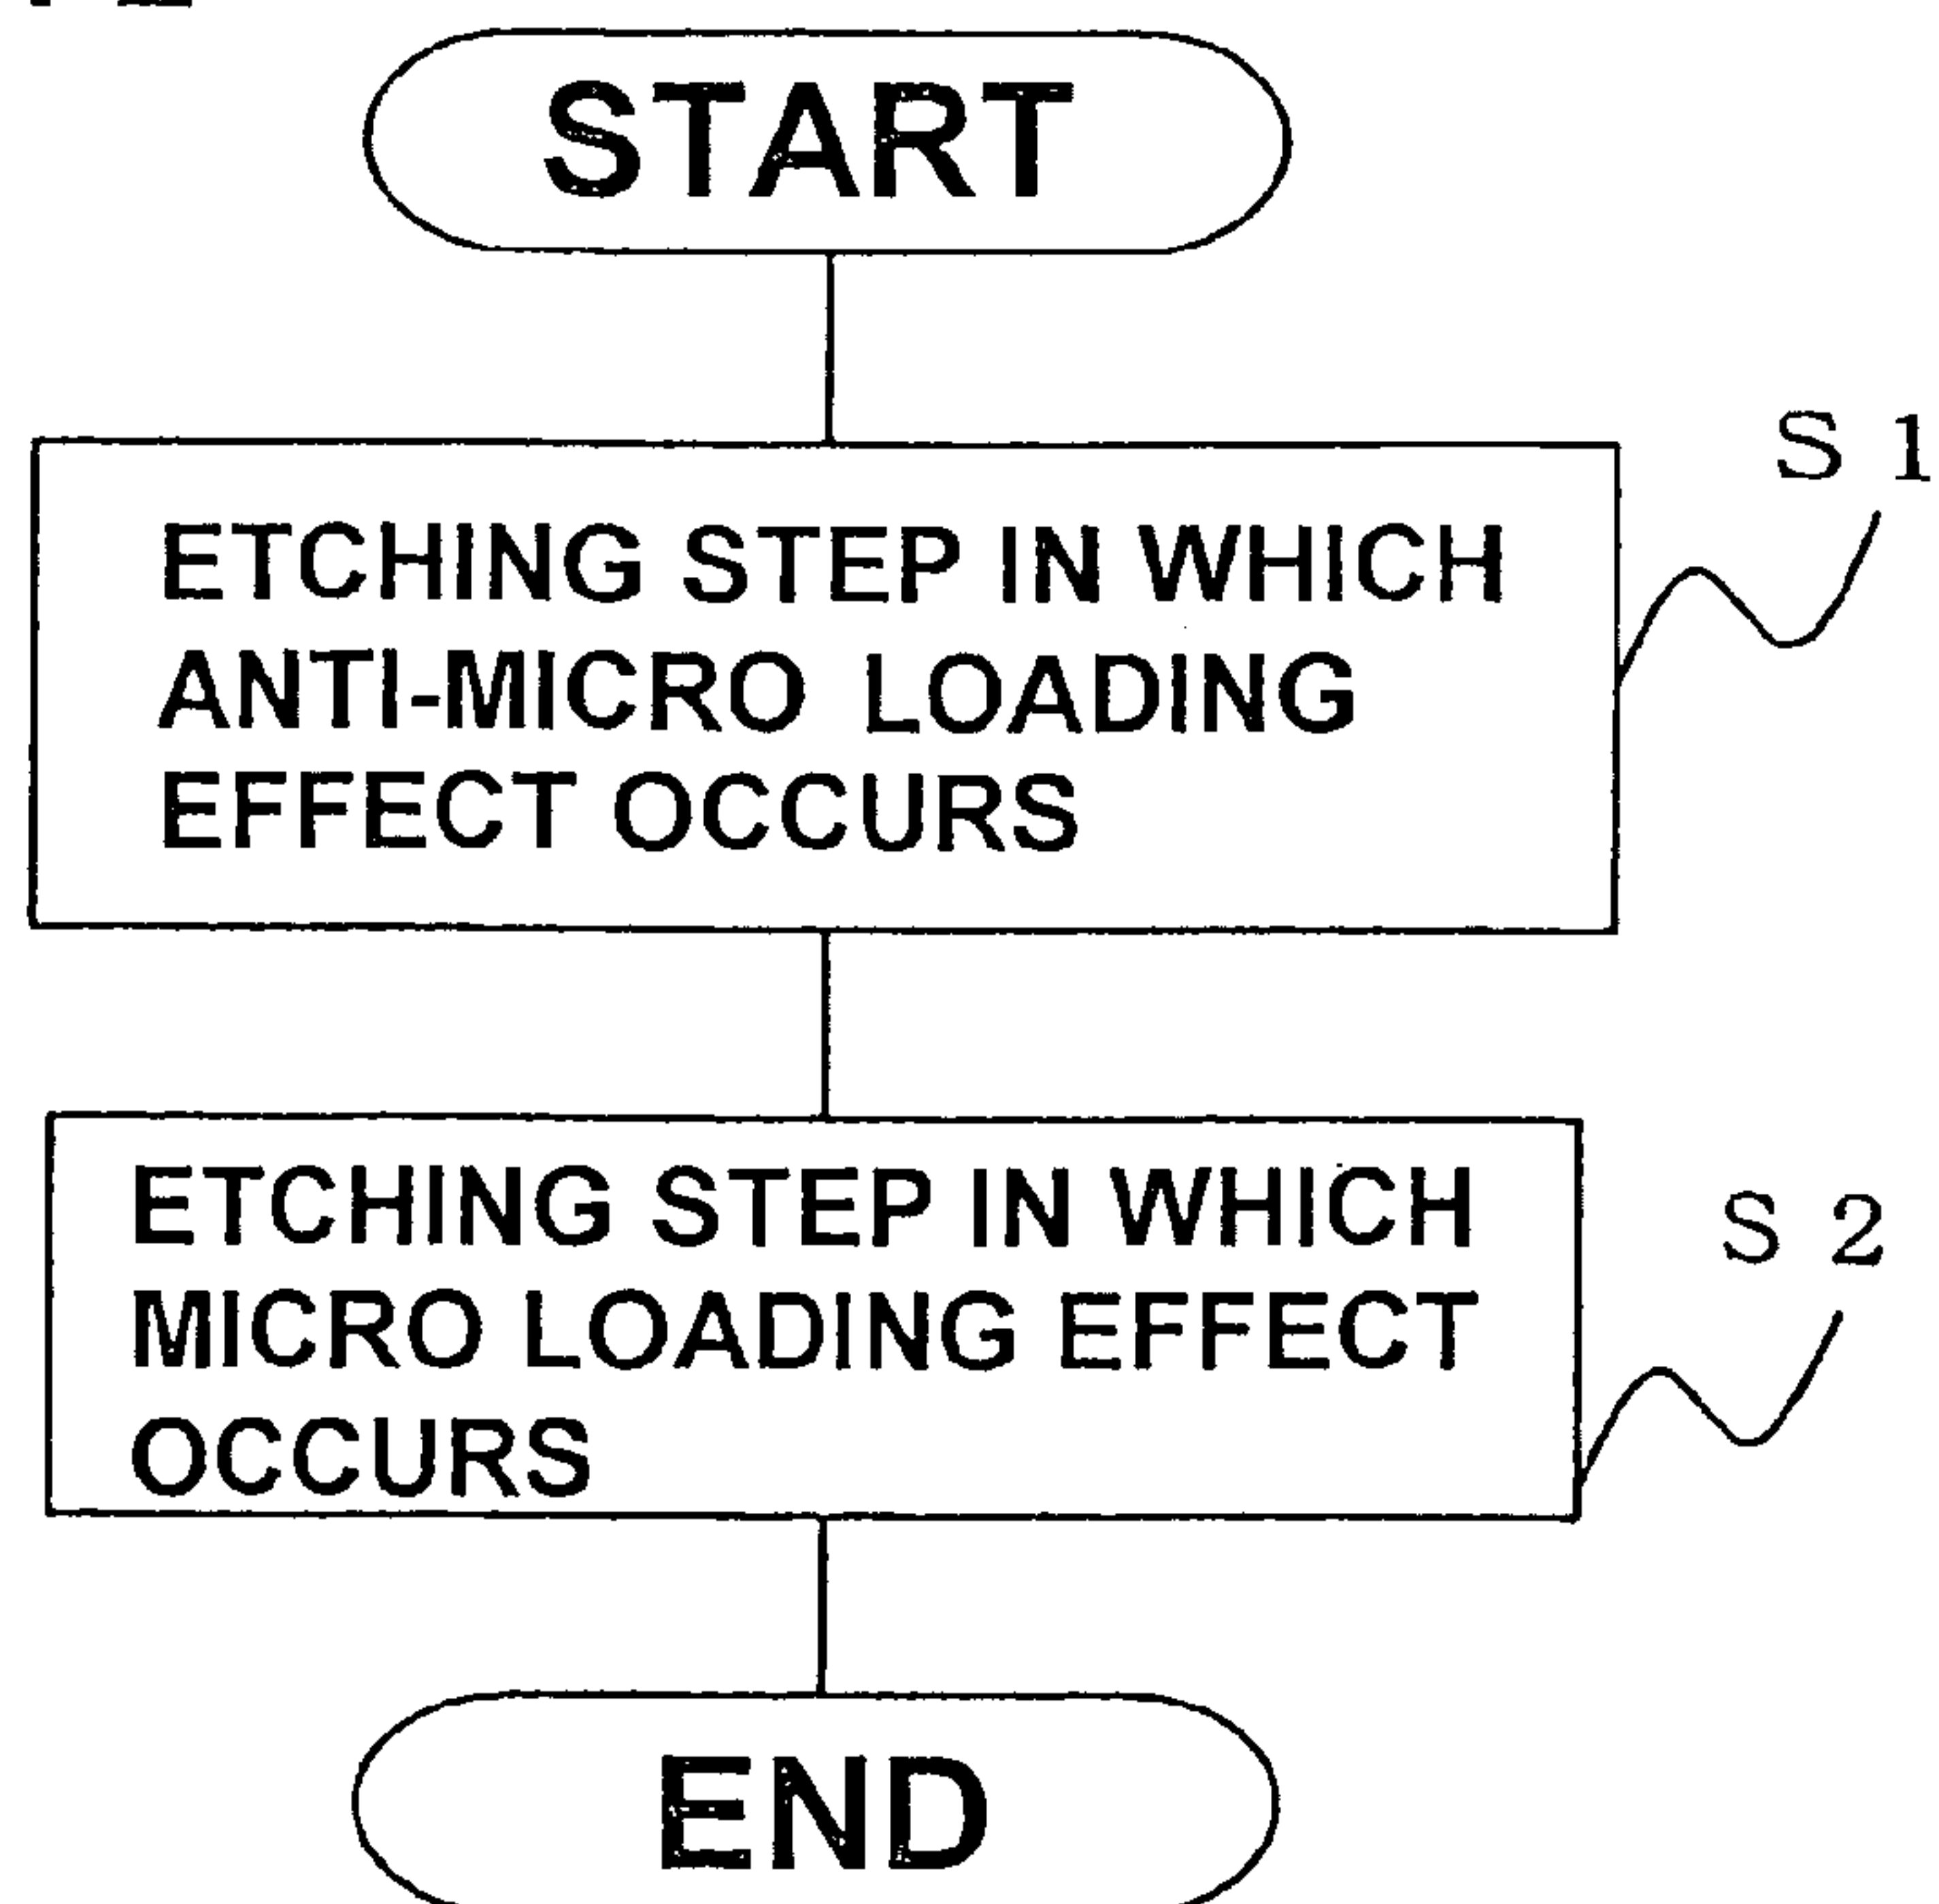 START
S 1
ETCHING STEP IN WHICH
ANTI-MICRO LOADING
EFFECT OCCURS
ETCHING STEP IN WHICH
S 2
MICRO LOADING EFFECT
OCCURS
END